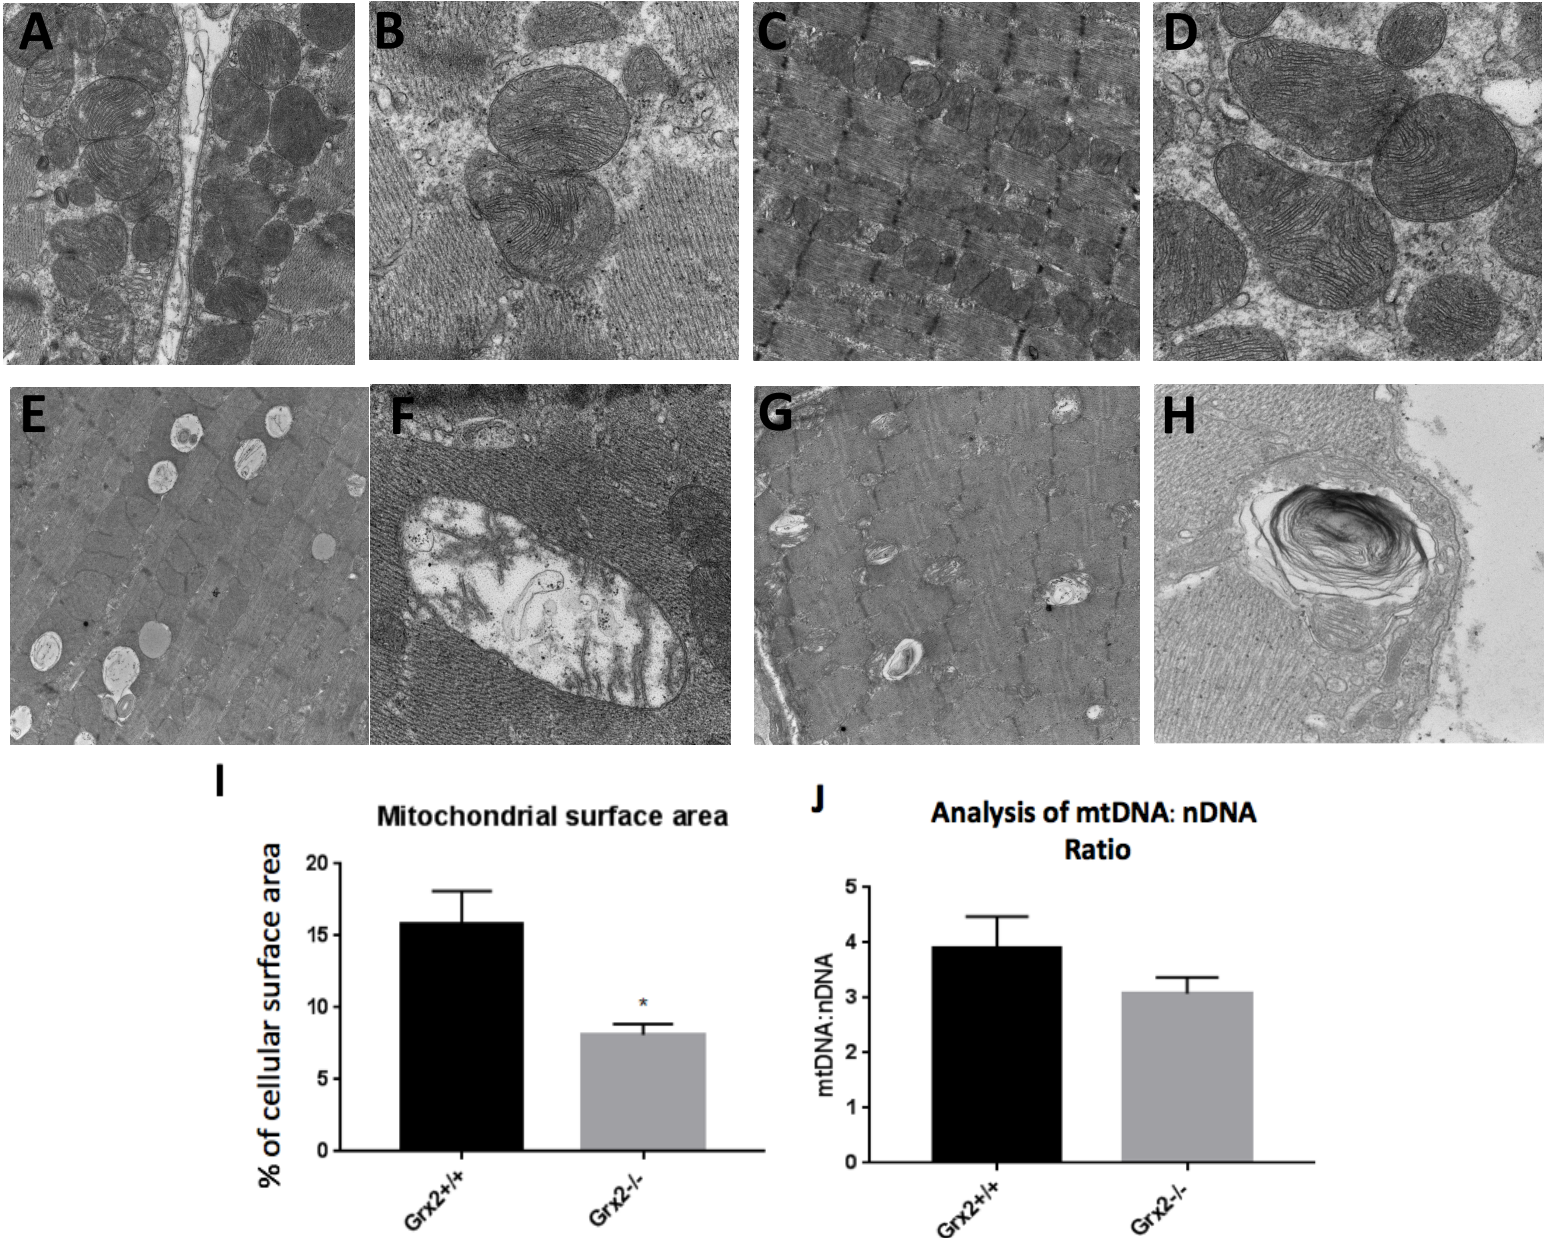 A
B
C
D
E
F
G
H
I
Mitochondrial surface area
% of cellular surface area
20
15
10
5
0
*
Grx2+/+
Grx2-/-
J
Analysis of mtDNA: nDNA
Ratio
mtDNA:nDNA
5
4
3
2
1
0
Grx2+/+
Grx2-/-